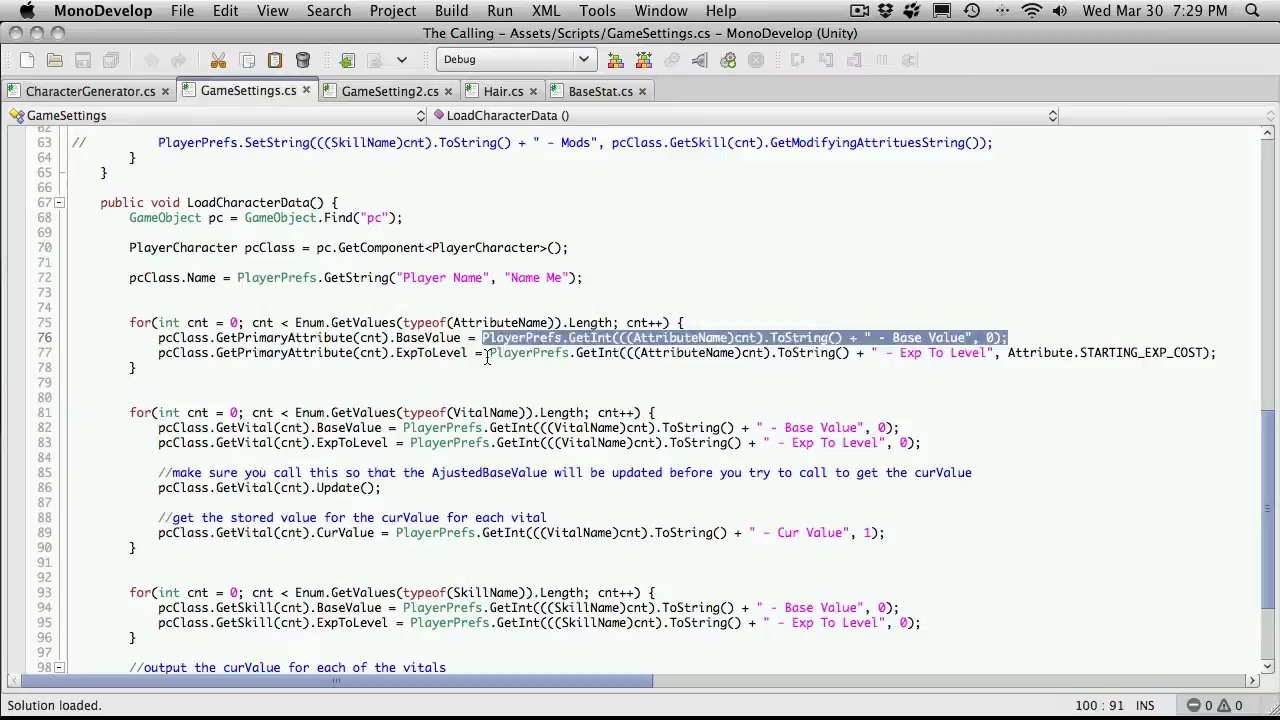 MonoDevelop File Edit View Search Project Build Run XML Tools Window Help Wed Mar 30 7:29 PM
The Calling - Assets/Scripts/GameSettings.cs - MonoDevelop (Unity)
Debug
CharacterGenerator.cs GameSettings.cs GameSetting2.cs Hair.cs BaseStat.cs
GameSettings LoadCharacterData ()
62
63 // PlayerPrefs.SetString(((SkillName)cnt).ToString() + " - Mods", pcClass.GetSkill(cnt).GetModifyingAttrituesString());
64 }
65 }
66
67 public void LoadCharacterData() {
68 GameObject pc = GameObject.Find("pc");
69
70 PlayerCharacter pcClass = pc.GetComponent<PlayerCharacter>();
71
72 pcClass.Name = PlayerPrefs.GetString("Player Name", "Name Me");
73
74
75 for(int cnt = 0; cnt < Enum.GetValues(typeof(AttributeName)).Length; cnt++) {
76 pcClass.GetPrimaryAttribute(cnt).BaseValue = PlayerPrefs.GetInt(((AttributeName)cnt).ToString() + " - Base Value", 0);
77 pcClass.GetPrimaryAttribute(cnt).ExpToLevel = PlayerPrefs.GetInt(((AttributeName)cnt).ToString() + " - Exp To Level", Attribute.STARTING_EXP_COST);
78 }
79
80
81 for(int cnt = 0; cnt < Enum.GetValues(typeof(VitalName)).Length; cnt++) {
82 pcClass.GetVital(cnt).BaseValue = PlayerPrefs.GetInt(((VitalName)cnt).ToString() + " - Base Value", 0);
83 pcClass.GetVital(cnt).ExpToLevel = PlayerPrefs.GetInt(((VitalName)cnt).ToString() + " - Exp To Level", 0);
84
85 //make sure you call this so that the AjustedBaseValue will be updated before you try to call to get the curValue
86 pcClass.GetVital(cnt).Update();
87
88 //get the stored value for the curValue for each vital
89 pcClass.GetVital(cnt).CurValue = PlayerPrefs.GetInt(((VitalName)cnt).ToString() + " - Cur Value", 1);
90 }
91
92
93 for(int cnt = 0; cnt < Enum.GetValues(typeof(SkillName)).Length; cnt++) {
94 pcClass.GetSkill(cnt).BaseValue = PlayerPrefs.GetInt(((SkillName)cnt).ToString() + " - Base Value", 0);
95 pcClass.GetSkill(cnt).ExpToLevel = PlayerPrefs.GetInt(((SkillName)cnt).ToString() + " - Exp To Level", 0);
96 }
97
98 //output the curValue for each of the vitals
Solution loaded. 100 : 91 INS 0 0